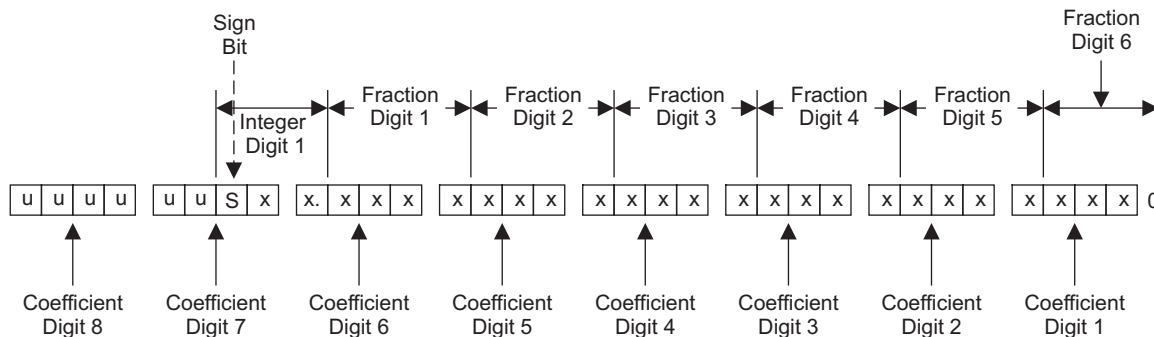 Sign
Bit
Fraction
Digit 6
Integer
Digit 1
Fraction
Digit 1
Fraction
Digit 2
Fraction
Digit 3
Fraction
Digit 4
Fraction
Digit 5
u u u u u u S x x. x x x x x x x x x x x x x x x x x x x x x x x 0
Coefficient
Digit 8
Coefficient
Digit 7
Coefficient
Digit 6
Coefficient
Digit 5
Coefficient
Digit 4
Coefficient
Digit 3
Coefficient
Digit 2
Coefficient
Digit 1